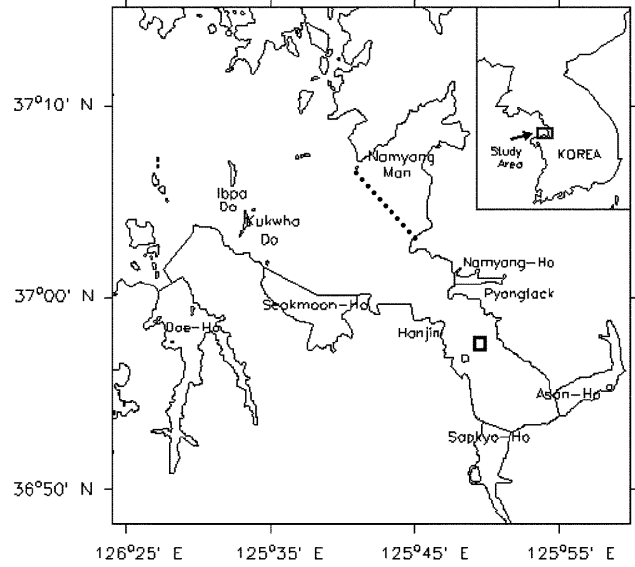 37°10' N
Namyang
Man
Study
Area
KOREA
Ibpa
Do
Kukwha
Do
Namyang-Ho
37°00' N
Seokmoon-Ho
Pyongtack
Dae-Ho
Hanjin
Asan-Ho
Sapkyo-Ho
36°50' N
126°25' E
125°35' E
125°45' E
125°55' E